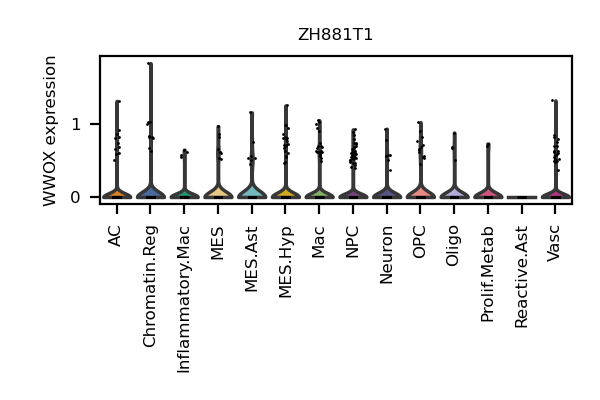 ZH881T1
WWOX expression
1
0
AC
Chromatin.Reg
Inflammatory.Mac
MES
MES.Ast
MES.Hyp
Mac
NPC
Neuron
OPC
Oligo
Prolif.Metab
Reactive.Ast
Vasc